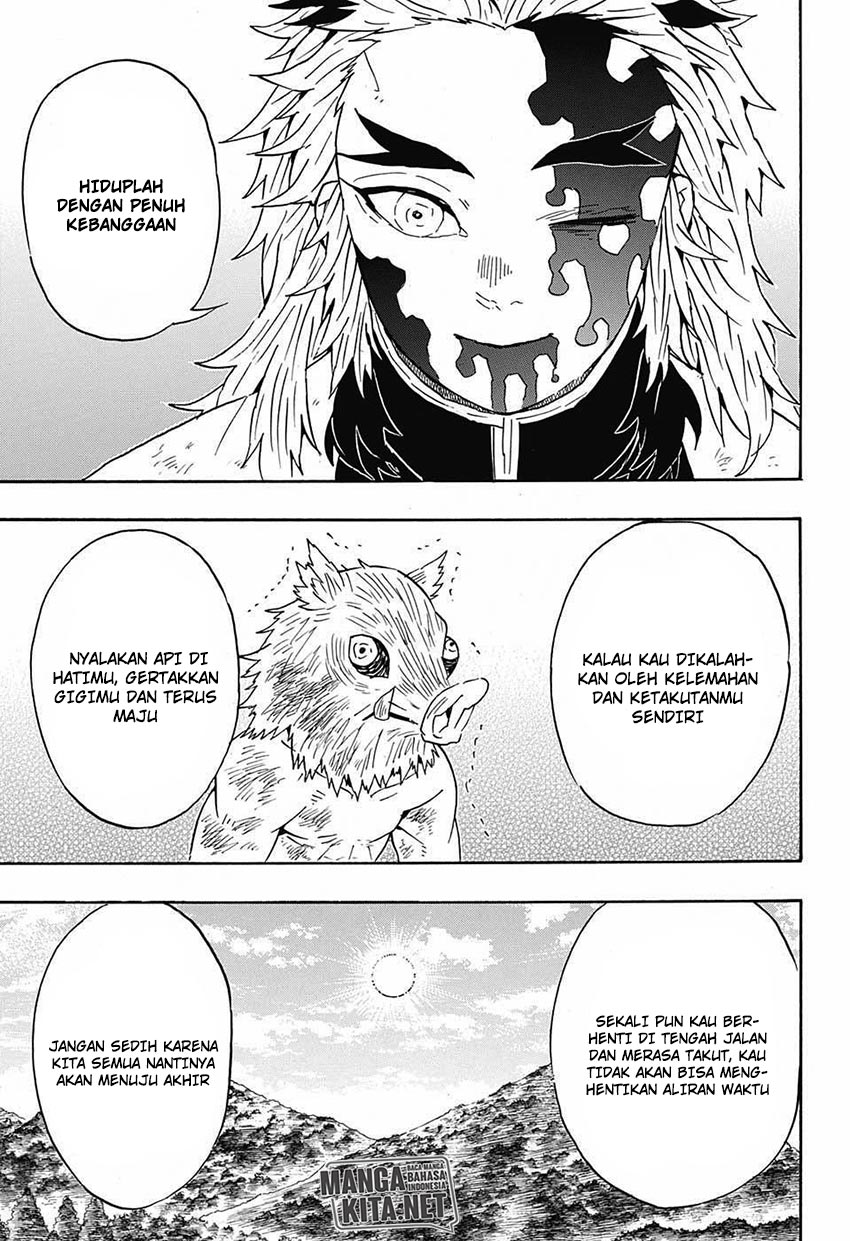 HIDUPLAH
DENGAN PENUH
KEBANGGAAN
KALAU KAU DIKALAH-
KAN OLEH KELEMAHAN
DAN KETAKUTANMU
SENDIRI
NYALAKAN API DI
HATIMU, GERTAKKAN
GIGIMU DAN TERUS
MAJU
SEKALI PUN KAU BER-
HENTI DI TENGAH JALAN
DAN MERASA TAKUT, KAU
TIDAK AKAN BISA MENG-
HENTIKAN ALIRAN WAKTU
JANGAN SEDIH KARENA
KITA SEMUA NANTINYA
AKAN MENUJU AKHIR
MANGA
BACA MANGA
BAHASA
INDONESIA
KITA.NET